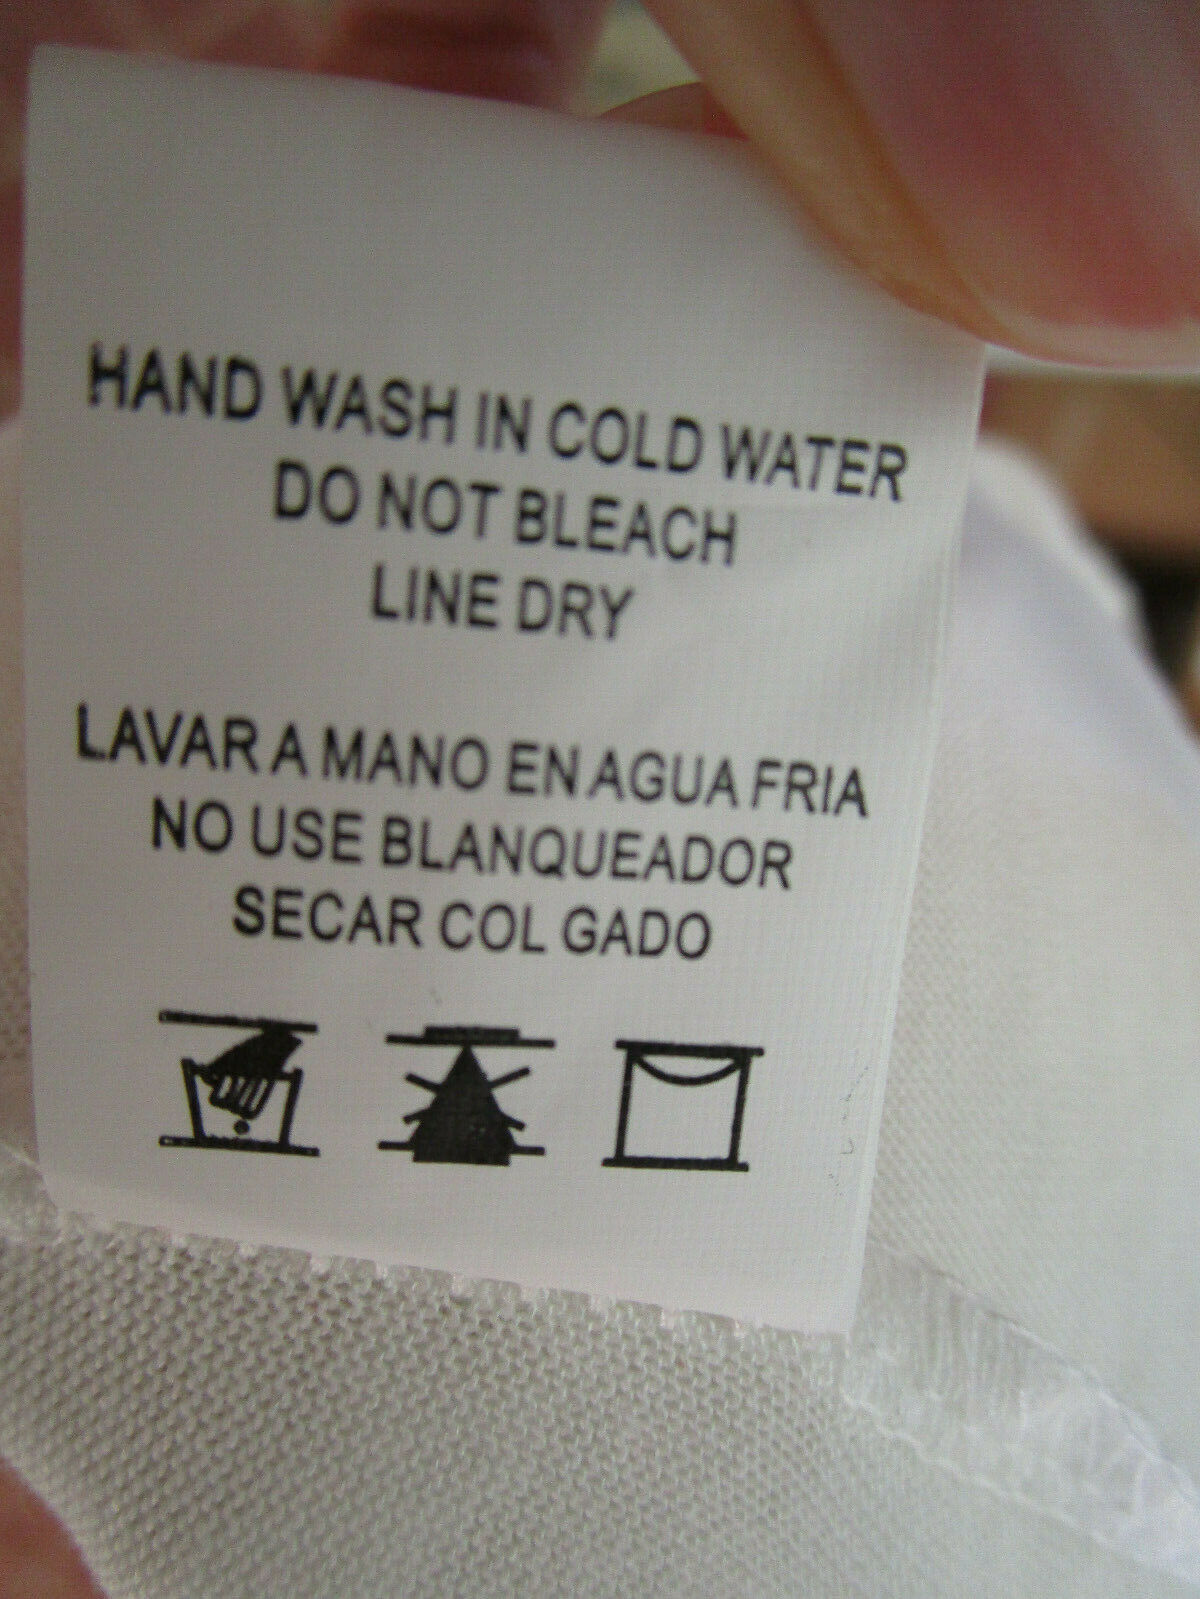 HAND WASH IN COLD WATER
DO NOT BLEACH
LINE DRY
LAVAR A MANO EN AGUA FRIA
NO USE BLANQUEADOR
SECAR COL GADO